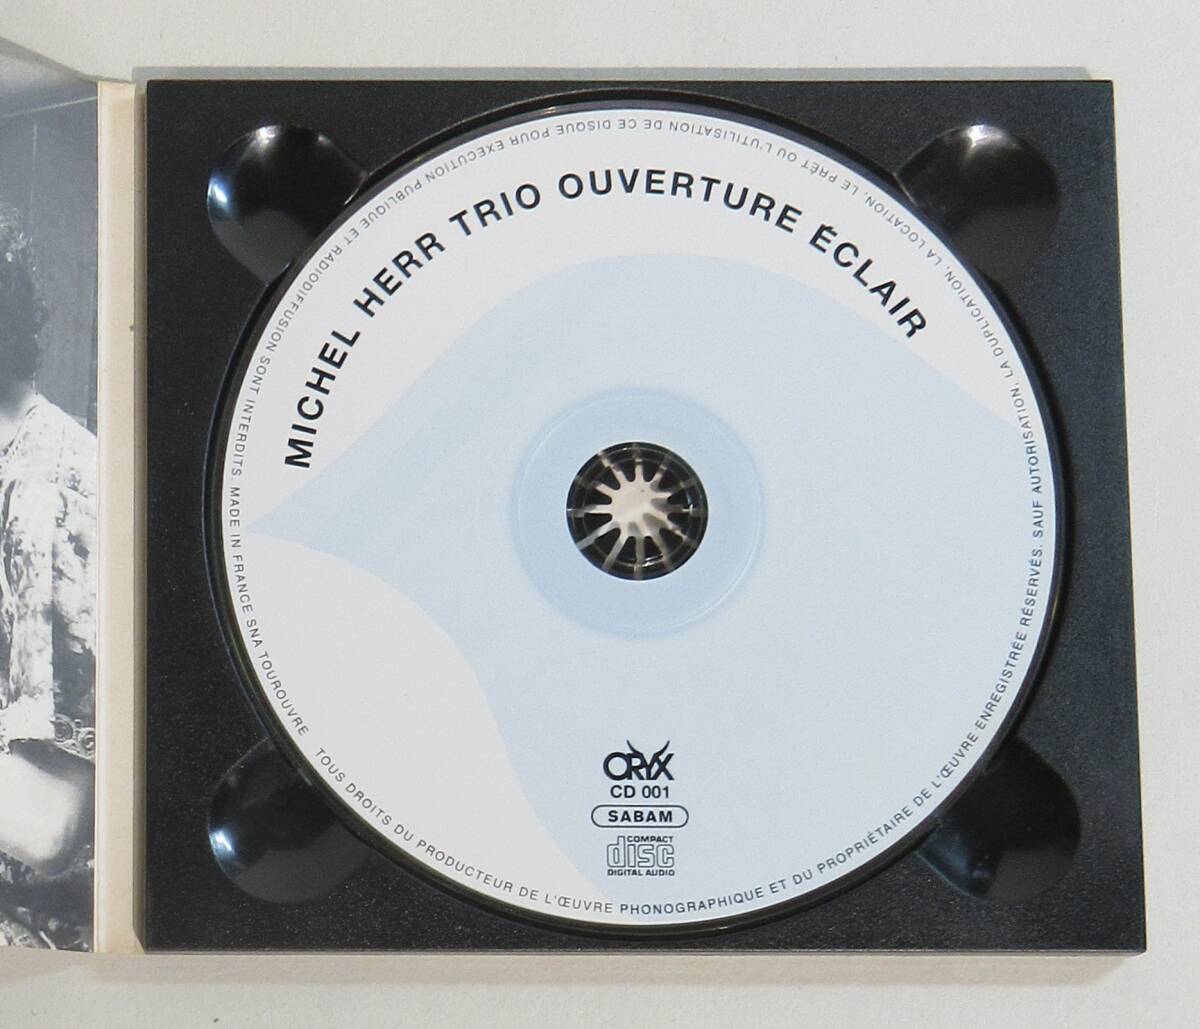 MICHEL HERR TRIO OUVERTURE ÉCLAIR
ORYX
CD 001
SABAM
COMPACT
disc
DIGITAL AUDIO
TOUS DROITS DU PRODUCTEUR DE L'ŒUVRE PHONOGRAPHIQUE ET DU PROPRIÉTAIRE DE L'ŒUVRE ENREGISTRÉE RÉSERVÉS. SAUF AUTORISATION, LA DUPLICATION, LA LOCATION, LE PRÊT OU L'UTILISATION DE CE DISQUE POUR EXECUTION PUBLIQUE ET RADIODIFFUSION SONT INTERDITS. MADE IN FRANCE SNA TOUROUVRE